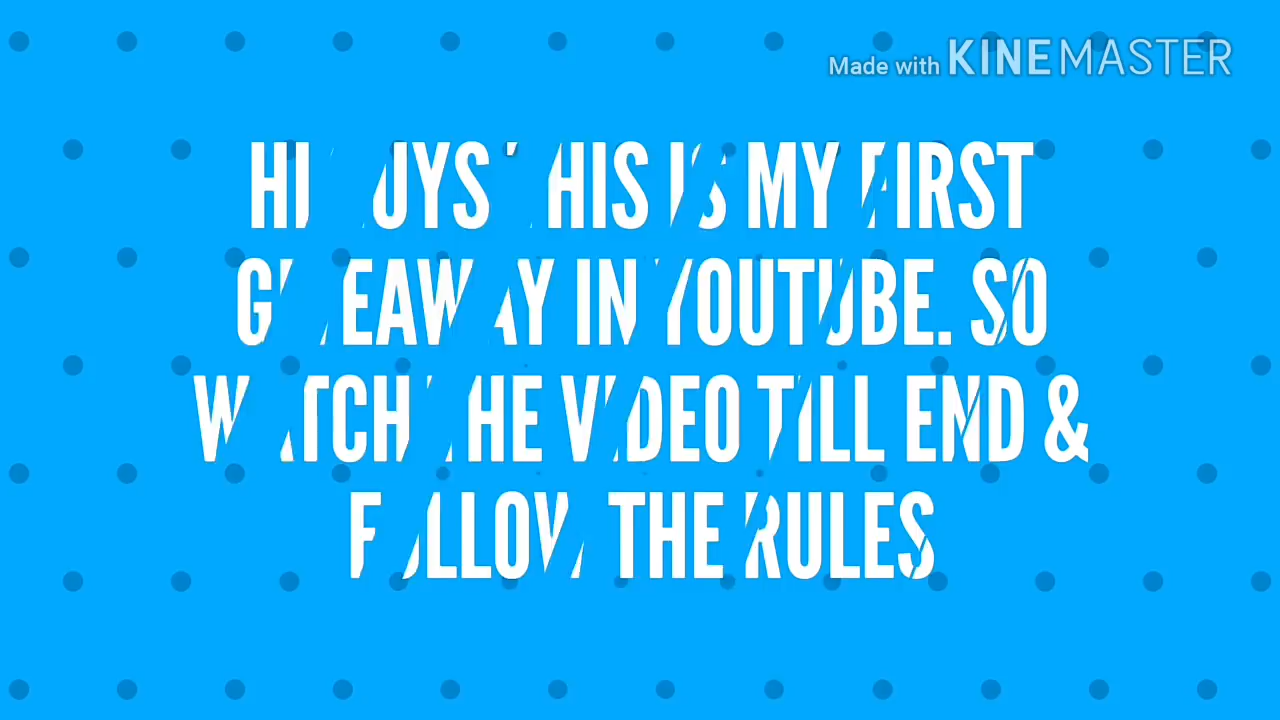 Made with KINEMASTER
HI GUYS THIS IS MY FIRST
GIVEAWAY IN YOUTUBE. SO
WATCH THE VIDEO TILL END &
FOLLOW THE RULES